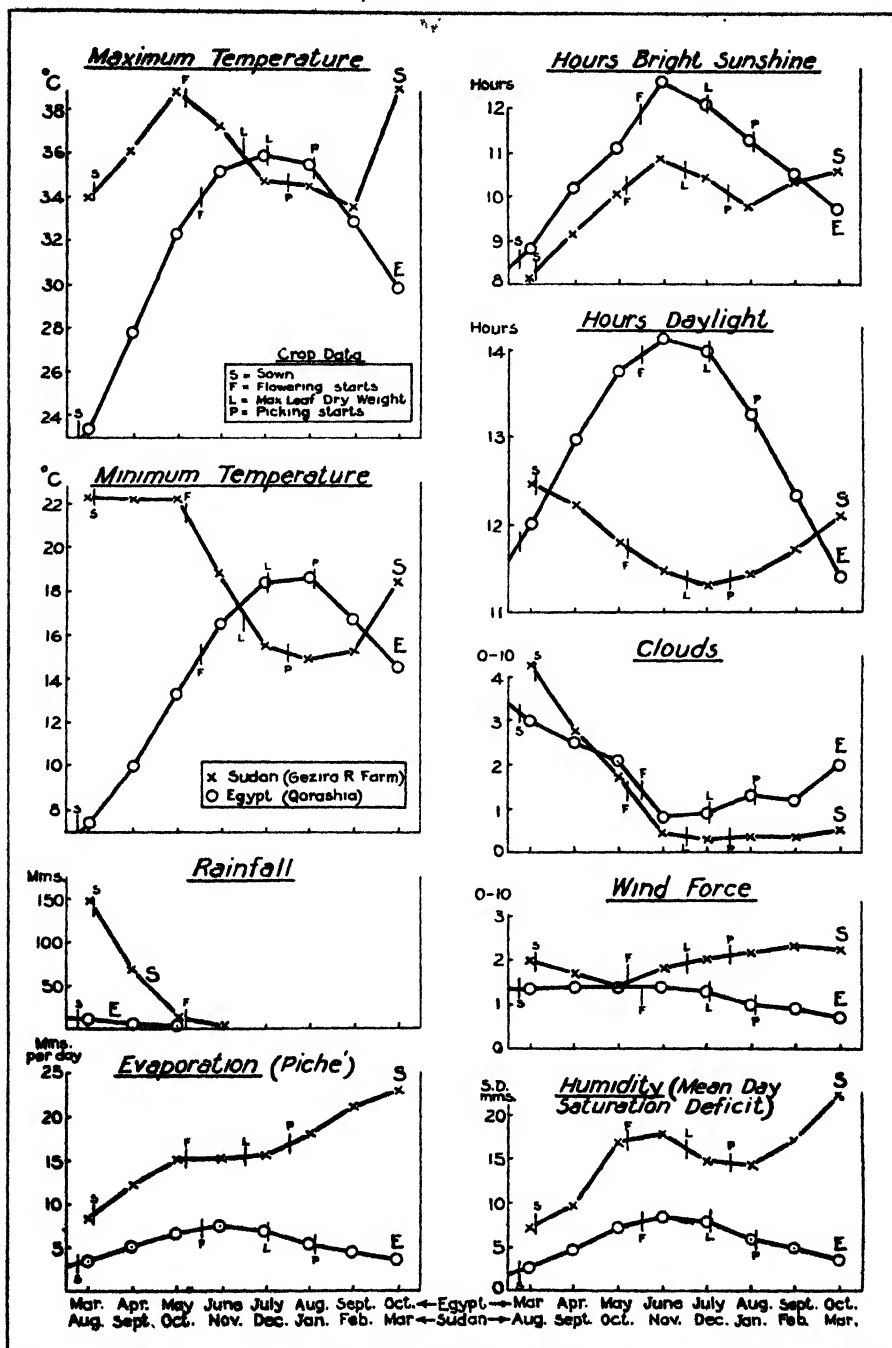 Maximum Temperature
°C
38
36
34
32
30
28
26
24
S
F
L
P
S
S
F
L
P
E
Crop Data
S = Sown
F = Flowering starts
L = Max Leaf Dry Weight
P = Picking starts
Minimum Temperature
°C
22
20
18
16
14
12
10
8
S
F
L
P
S
S
F
L
P
E
× Sudan (Gezira R Farm)
○ Egypt (Qorashia)
Rainfall
Mms.
150
100
50
S
F
S
S
E
Mms.
per day
Evaporation (Piche')
25
20
15
10
5
S
F
L
P
S
S
F
L
P
E
Mar. Apr. May June July Aug. Sept. Oct. ←Egypt→
Aug. Sept. Oct. Nov. Dec. Jan. Feb. Mar ←Sudan→
Hours Bright Sunshine
Hours
12
11
10
9
8
S
F
L
P
E
S
F
L
P
S
Hours Daylight
Hours
14
13
12
11
S
F
L
P
S
F
L
P
E
Clouds
0-10
4
3
2
1
0
S
F
L
P
S
S
F
L
P
E
Wind Force
0-10
3
2
1
0
S
F
L
P
S
S
F
L
P
E
S.D.
mms.
Humidity (Mean Day
Saturation Deficit)
20
15
10
5
0
S
F
L
P
S
S
F
L
P
E
Mar Apr. May June July Aug. Sept. Oct.
Aug. Sept. Oct. Nov. Dec. Jan. Feb. Mar.